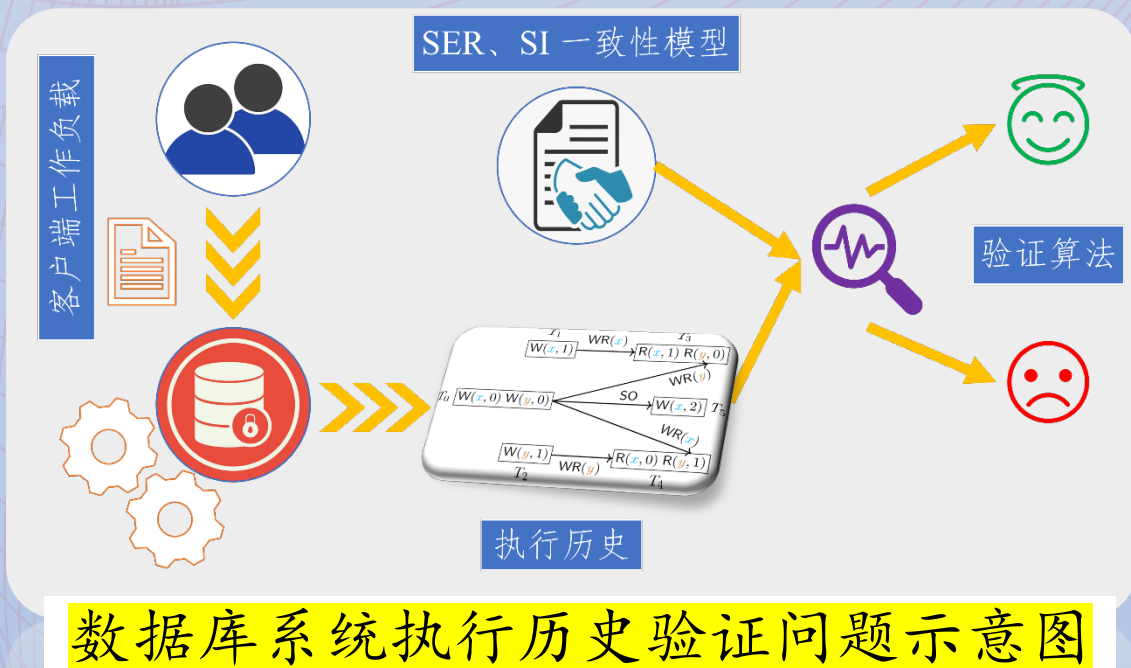 SER、SI 一致性模型
客户端工作负载
验证算法
T₁ WR(x) T₃
W(x, 1) R(x, 1) R(y, 0)
WR(y)
T₀ W(x, 0) W(y, 0) SO W(x, 2) T₅
WR(x)
W(y, 1) WR(y) R(x, 0) R(y, 1)
T₂ T₄
执行历史
数据库系统执行历史验证问题示意图